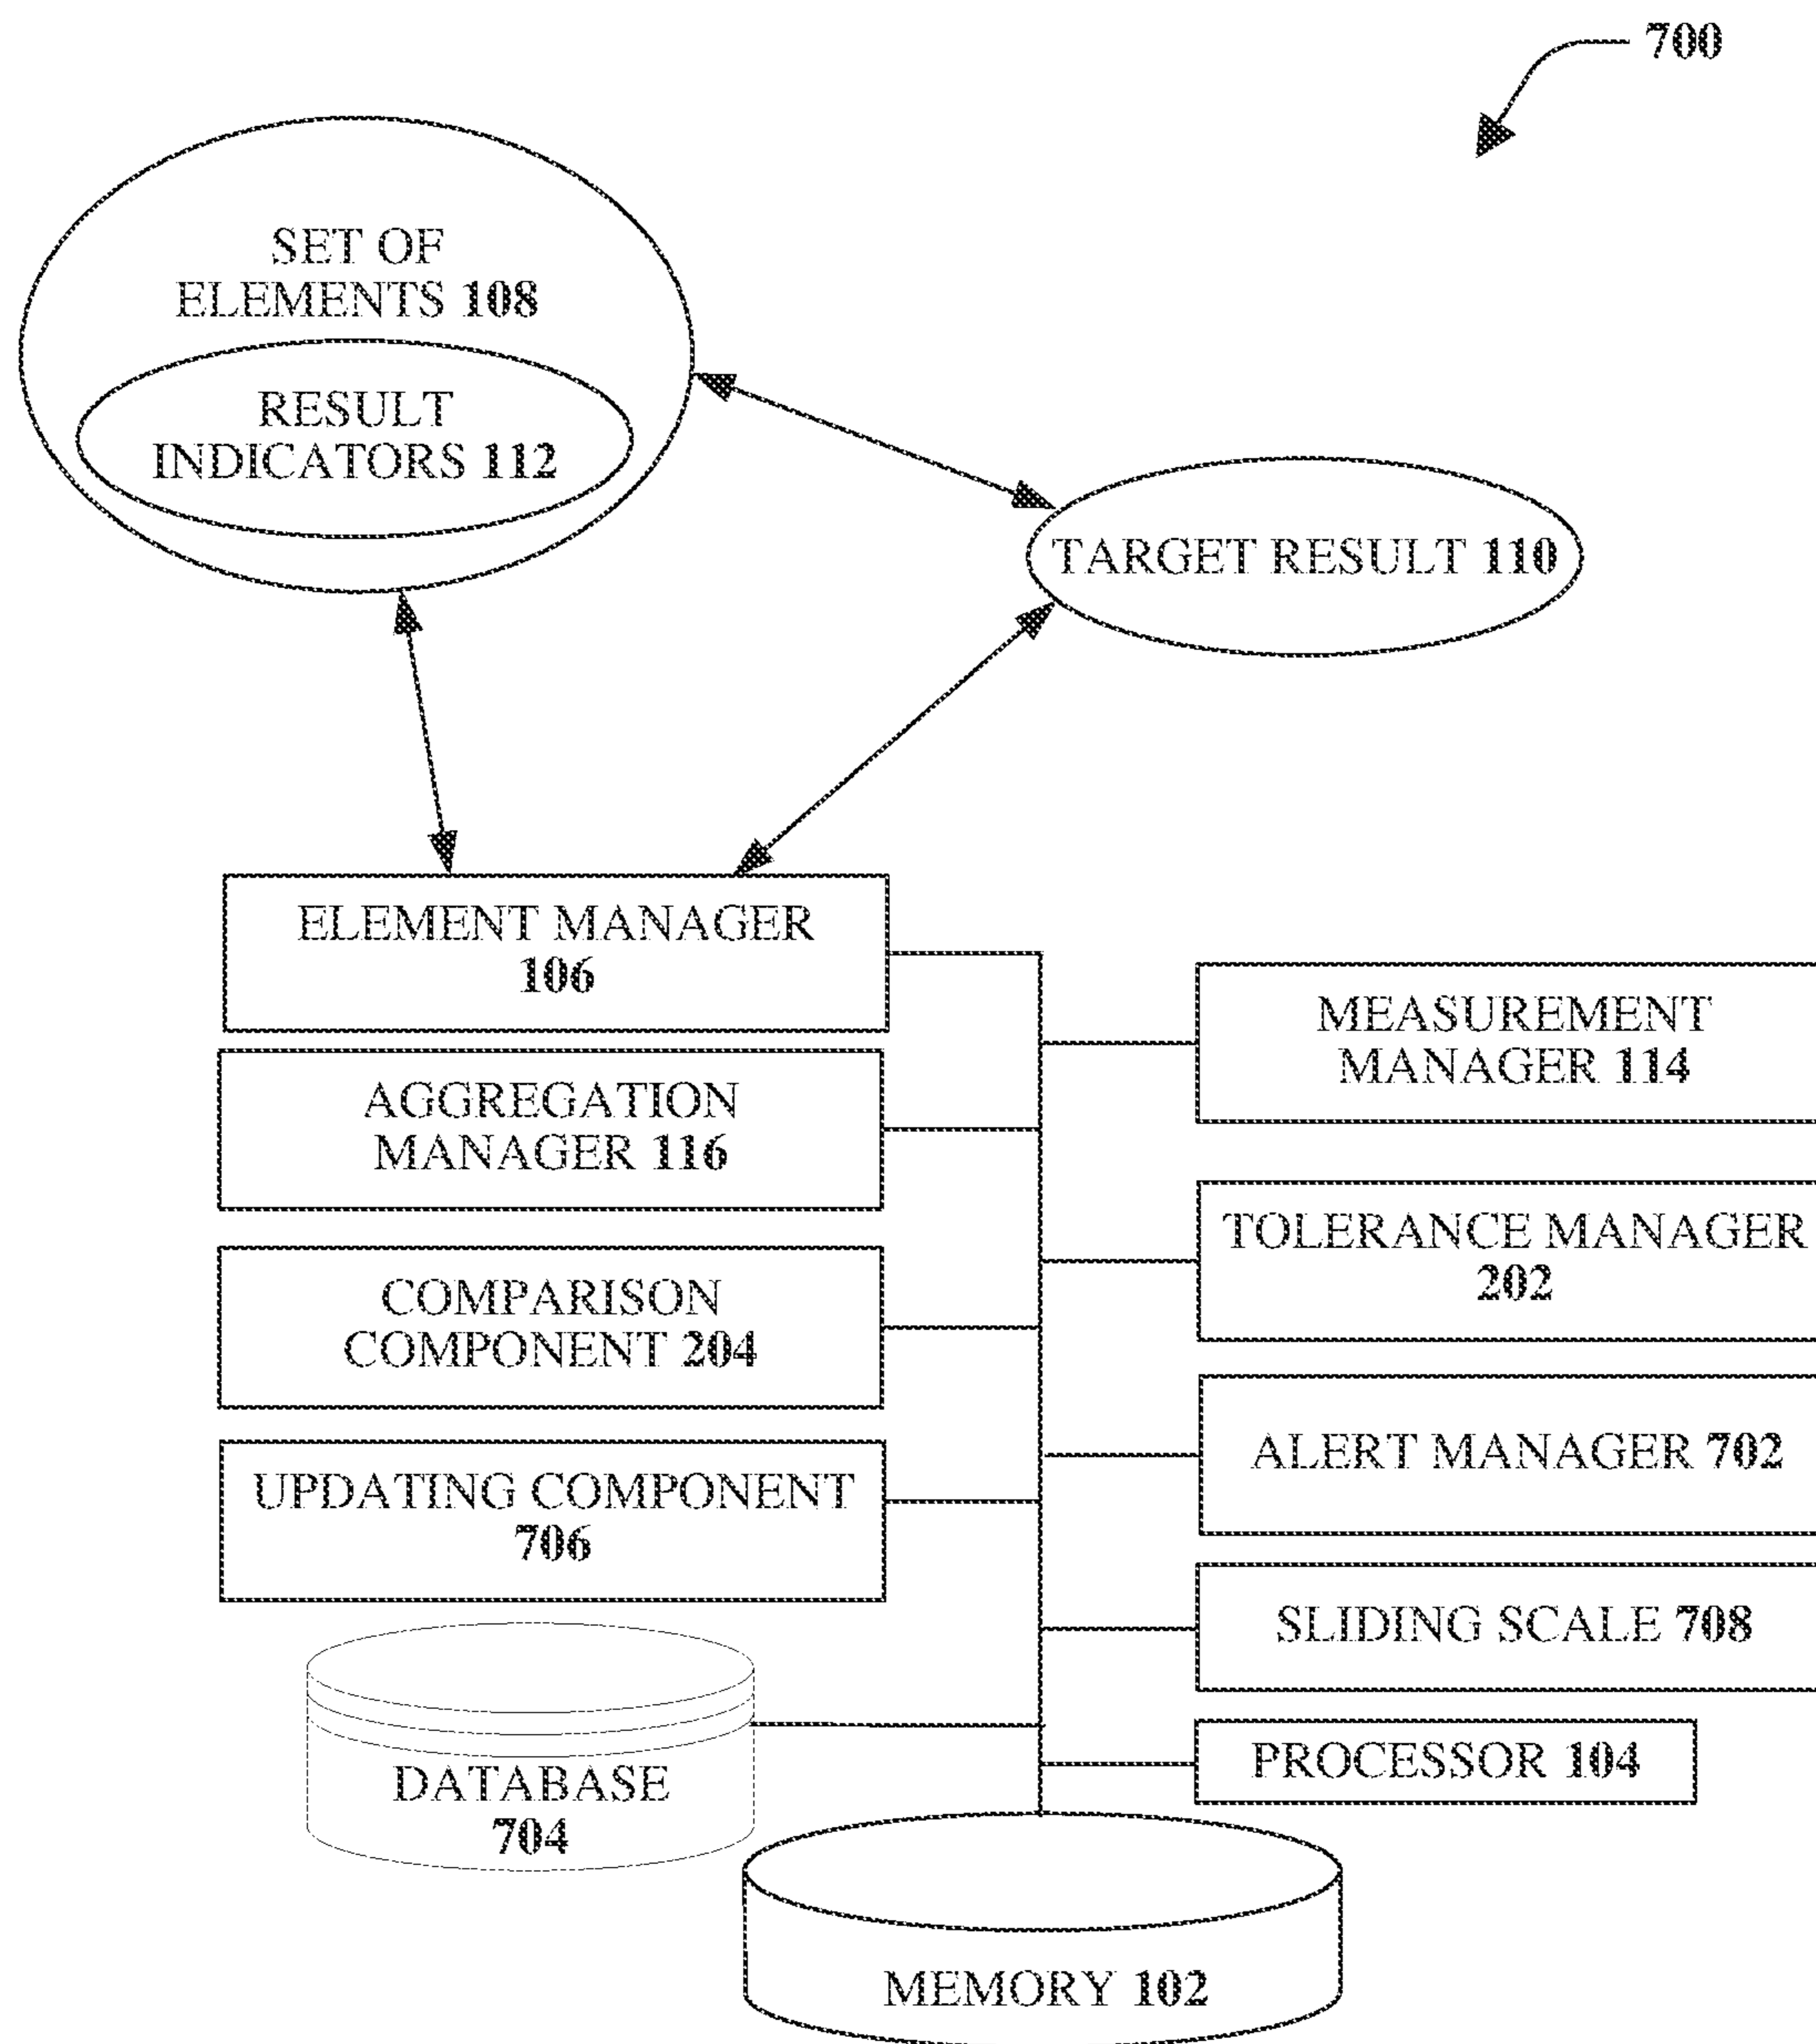 700
SET OF
ELEMENTS 108
RESULT
INDICATORS 112
TARGET RESULT 110
ELEMENT MANAGER
106
MEASUREMENT
MANAGER 114
AGGREGATION
MANAGER 116
TOLERANCE MANAGER
202
COMPARISON
COMPONENT 204
ALERT MANAGER 702
UPDATING COMPONENT
706
SLIDING SCALE 708
DATABASE
704
PROCESSOR 104
MEMORY 102